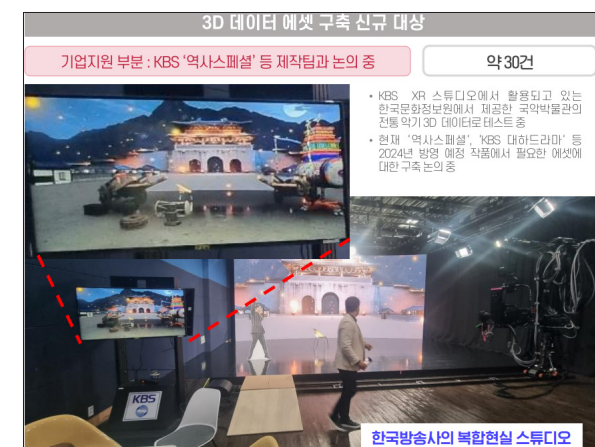 3D 데이터 에셋 구축 신규 대상
기업지원 부분 : KBS ‘역사스페셜’ 등 제작팀과 논의 중
약 30건
• KBS XR 스튜디오에서 활용되고 있는
한국문화정보원에서 제공한 국악박물관의
전통 악기 3D 데이터로 테스트 중
• 현재 ‘역사스페셜’, ‘KBS 대하드라마’ 등
2024년 방영 예정 작품에서 필요한 에셋에
대한 구축 논의 중
KBS
한국방송사의 복합현실 스튜디오